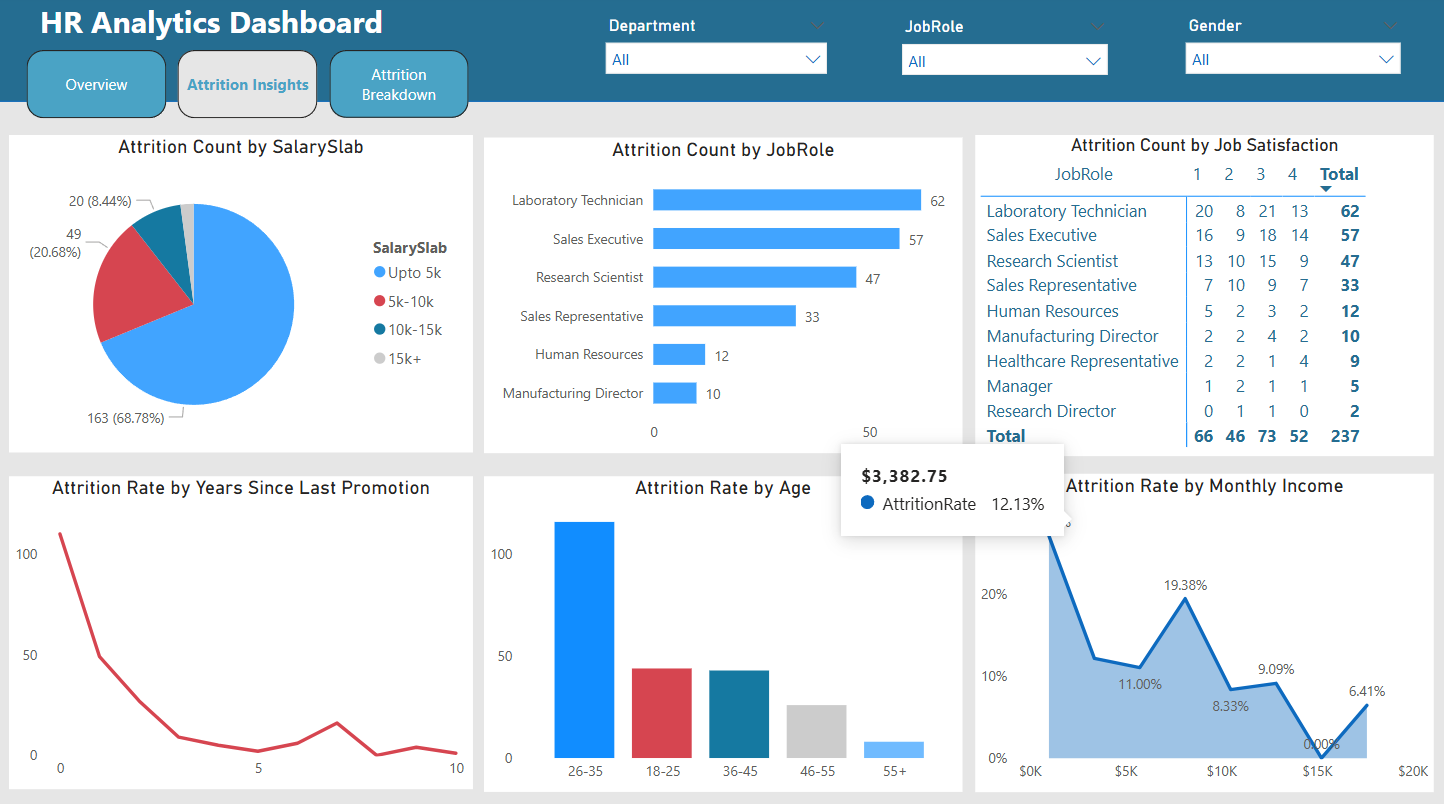 HR Analytics Dashboard
Department
JobRole
Gender
All
All
All
Overview
Attrition Insights
Attrition
Breakdown
Attrition Count by SalarySlab
20 (8.44%)
49
(20.68%)
163 (68.78%)
SalarySlab
Upto 5k
5k-10k
10k-15k
15k+
Attrition Count by JobRole
Laboratory Technician 62
Sales Executive 57
Research Scientist 47
Sales Representative 33
Human Resources 12
Manufacturing Director 10
0 50
Attrition Count by Job Satisfaction
JobRole 1 2 3 4 Total
Laboratory Technician 20 8 21 13 62
Sales Executive 16 9 18 14 57
Research Scientist 13 10 15 9 47
Sales Representative 7 10 9 7 33
Human Resources 5 2 3 2 12
Manufacturing Director 2 2 4 2 10
Healthcare Representative 2 2 1 4 9
Manager 1 2 1 1 5
Research Director 0 1 1 0 2
Total 66 46 73 52 237
Attrition Rate by Years Since Last Promotion
100
50
0
0 5 10
Attrition Rate by Age
100
50
0
26-35 18-25 36-45 46-55 55+
$3,382.75
AttritionRate 12.13%
Attrition Rate by Monthly Income
20%
10%
0%
19.38%
11.00%
9.09%
8.33%
6.41%
0.00%
$0K $5K $10K $15K $20K